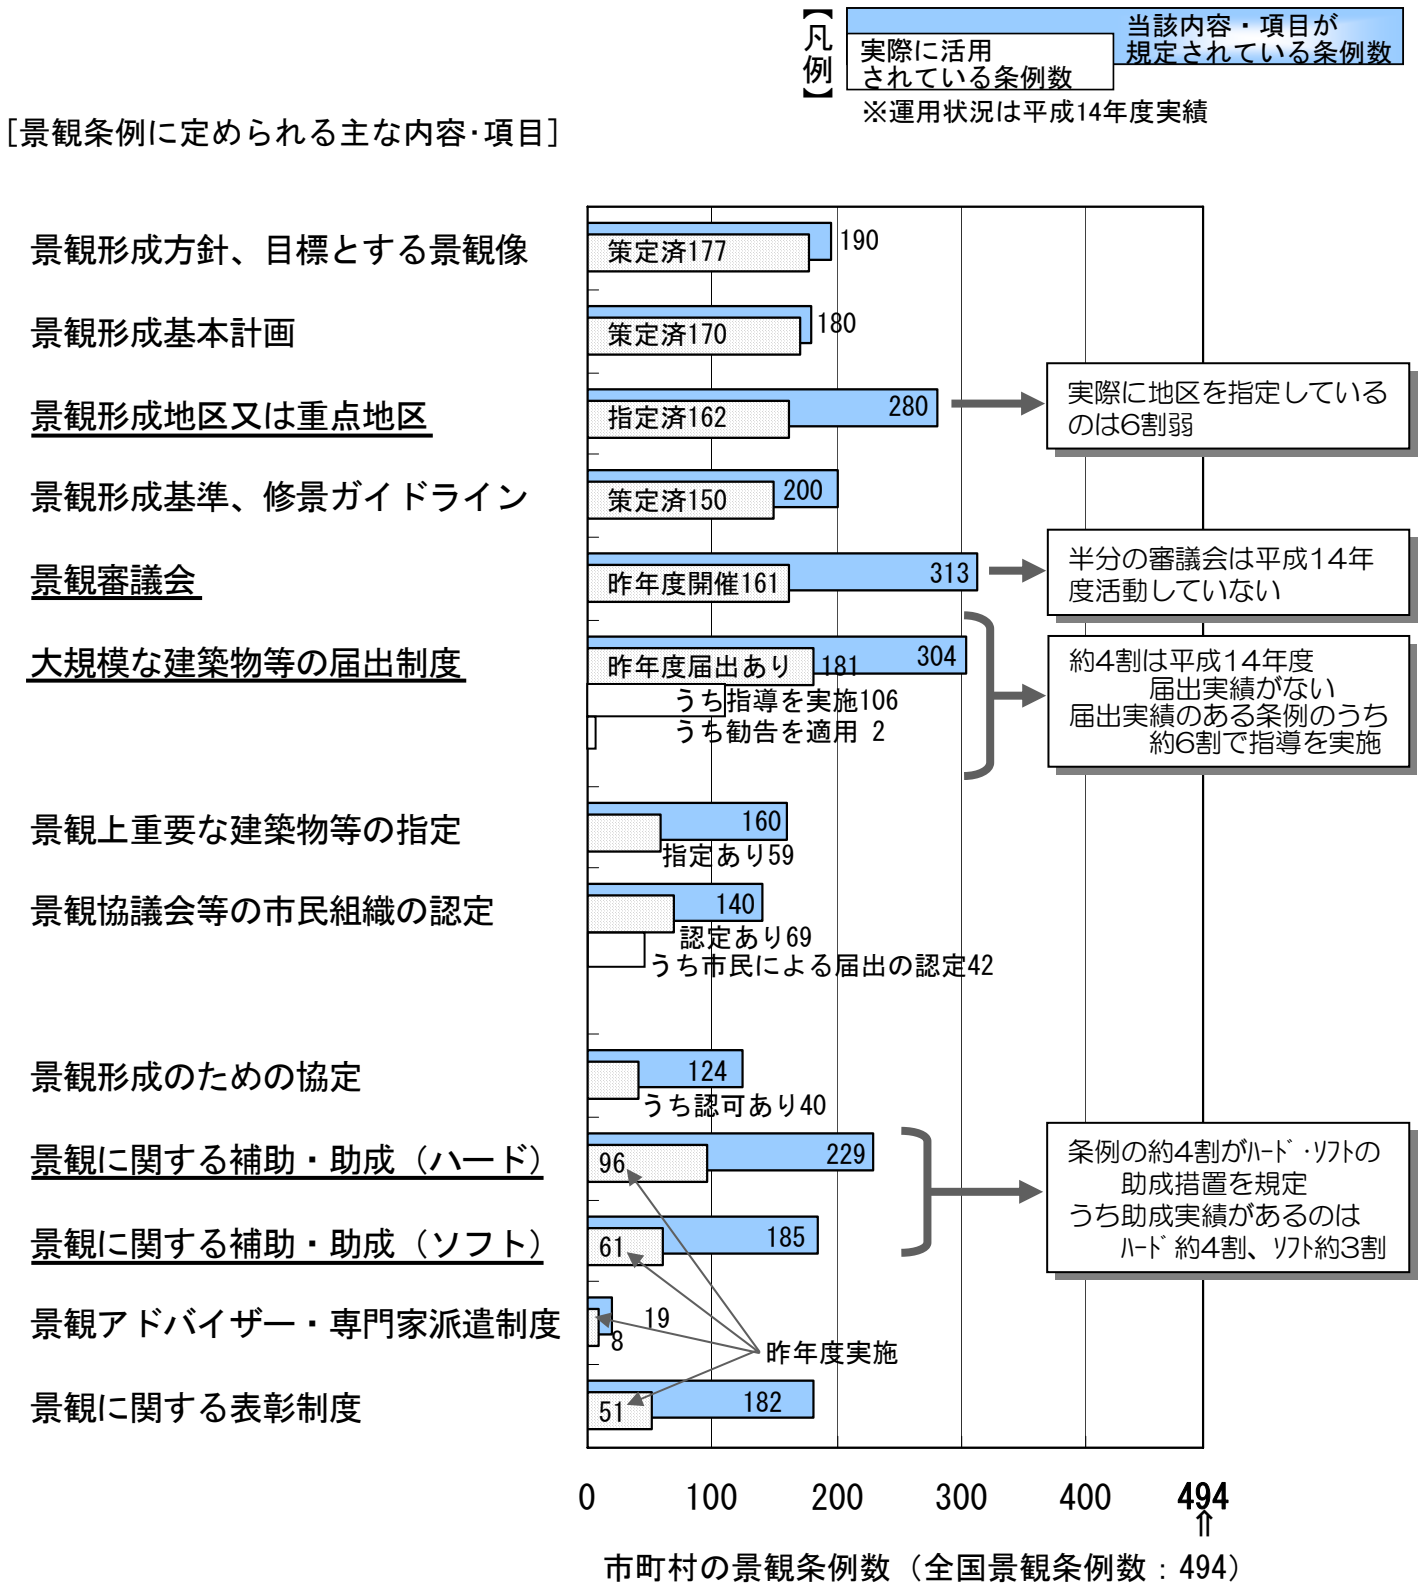 【凡例】
当該内容・項目が
規定されている条例数
実際に活用
されている条例数
※運用状況は平成14年度実績
［景観条例に定められる主な内容･項目］
景観形成方針、目標とする景観像
策定済177
190
景観形成基本計画
策定済170
180
景観形成地区又は重点地区
指定済162
280
実際に地区を指定している
のは6割弱
景観形成基準、修景ガイドライン
策定済150
200
景観審議会
昨年度開催161
313
半分の審議会は平成14年
度活動していない
大規模な建築物等の届出制度
昨年度届出あり 181
304
うち指導を実施106
うち勧告を適用 2
約4割は平成14年度
届出実績がない
届出実績のある条例のうち
約6割で指導を実施
景観上重要な建築物等の指定
160
指定あり59
景観協議会等の市民組織の認定
140
認定あり69
うち市民による届出の認定42
景観形成のための協定
124
うち認可あり40
景観に関する補助・助成（ハード）
96
229
条例の約4割がﾊｰﾄﾞ･ｿﾌﾄの
助成措置を規定
うち助成実績があるのは
ﾊｰﾄﾞ約4割、ｿﾌﾄ約3割
景観に関する補助・助成（ソフト）
61
185
景観アドバイザー・専門家派遣制度
19
8
昨年度実施
景観に関する表彰制度
51
182
0 100 200 300 400 494
⇑
市町村の景観条例数（全国景観条例数：494）